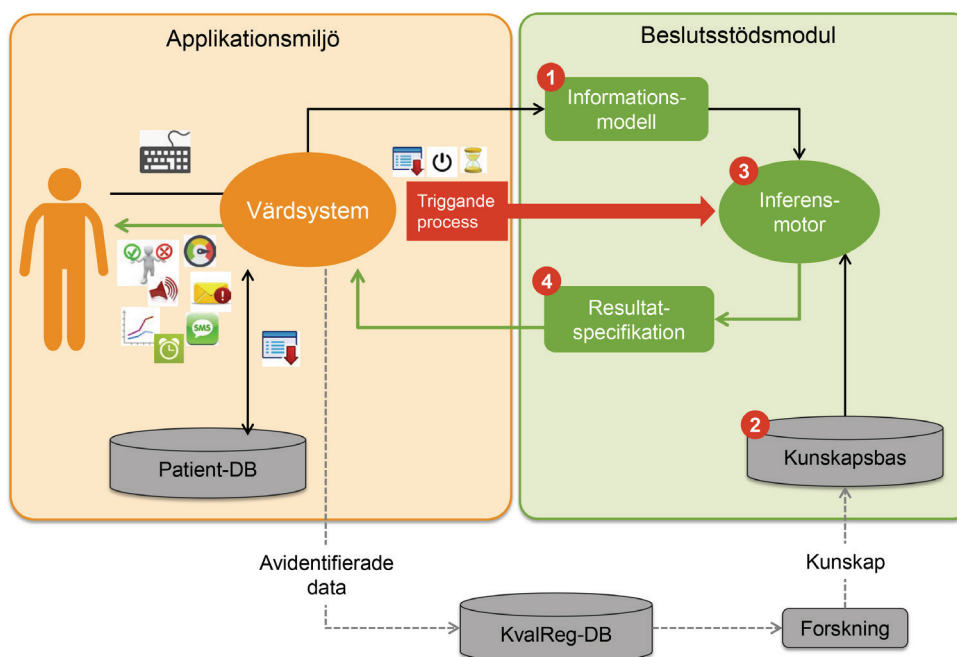 Applikationsmiljö
Beslutsstödsmodul
1
Informations-
modell
3
Inferens-
motor
Värdsystem
Triggande
process
4
Resultat-
specifikation
SMS
2
Kunskapsbas
Patient-DB
Avidentifierade
data
Kunskap
KvalReg-DB
Forskning